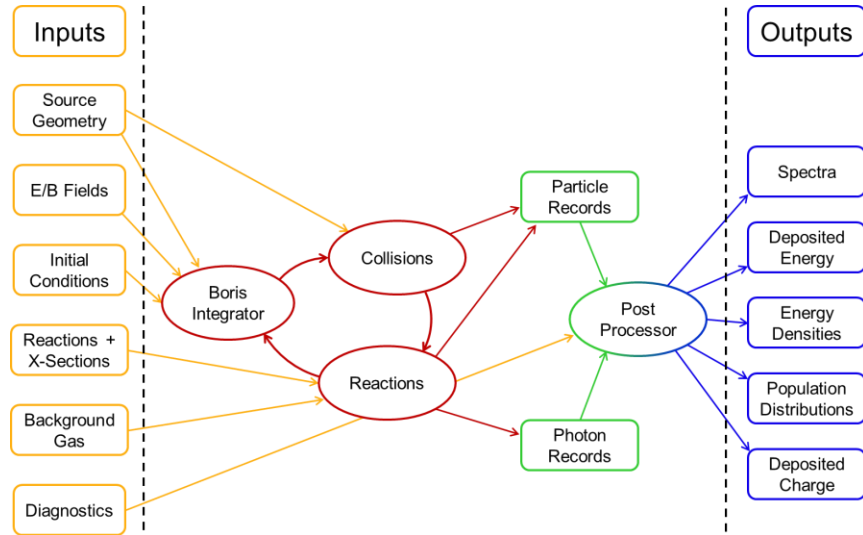 Inputs
Outputs
Source
Geometry
E/B Fields
Initial
Conditions
Reactions +
X-Sections
Background
Gas
Diagnostics
Boris
Integrator
Collisions
Reactions
Particle
Records
Photon
Records
Post
Processor
Spectra
Deposited
Energy
Energy
Densities
Population
Distributions
Deposited
Charge